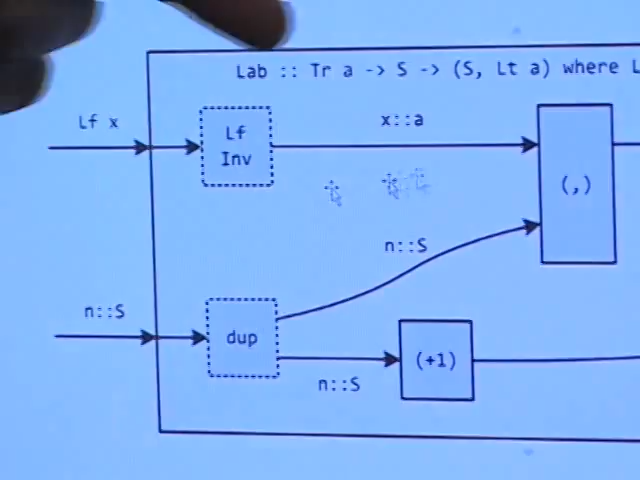 Lab :: Tr a -> S -> (S, Lt a) where L
Lf x
Lf
Inv
x::a
(,)
n::S
n::S
dup
(+1)
n::S